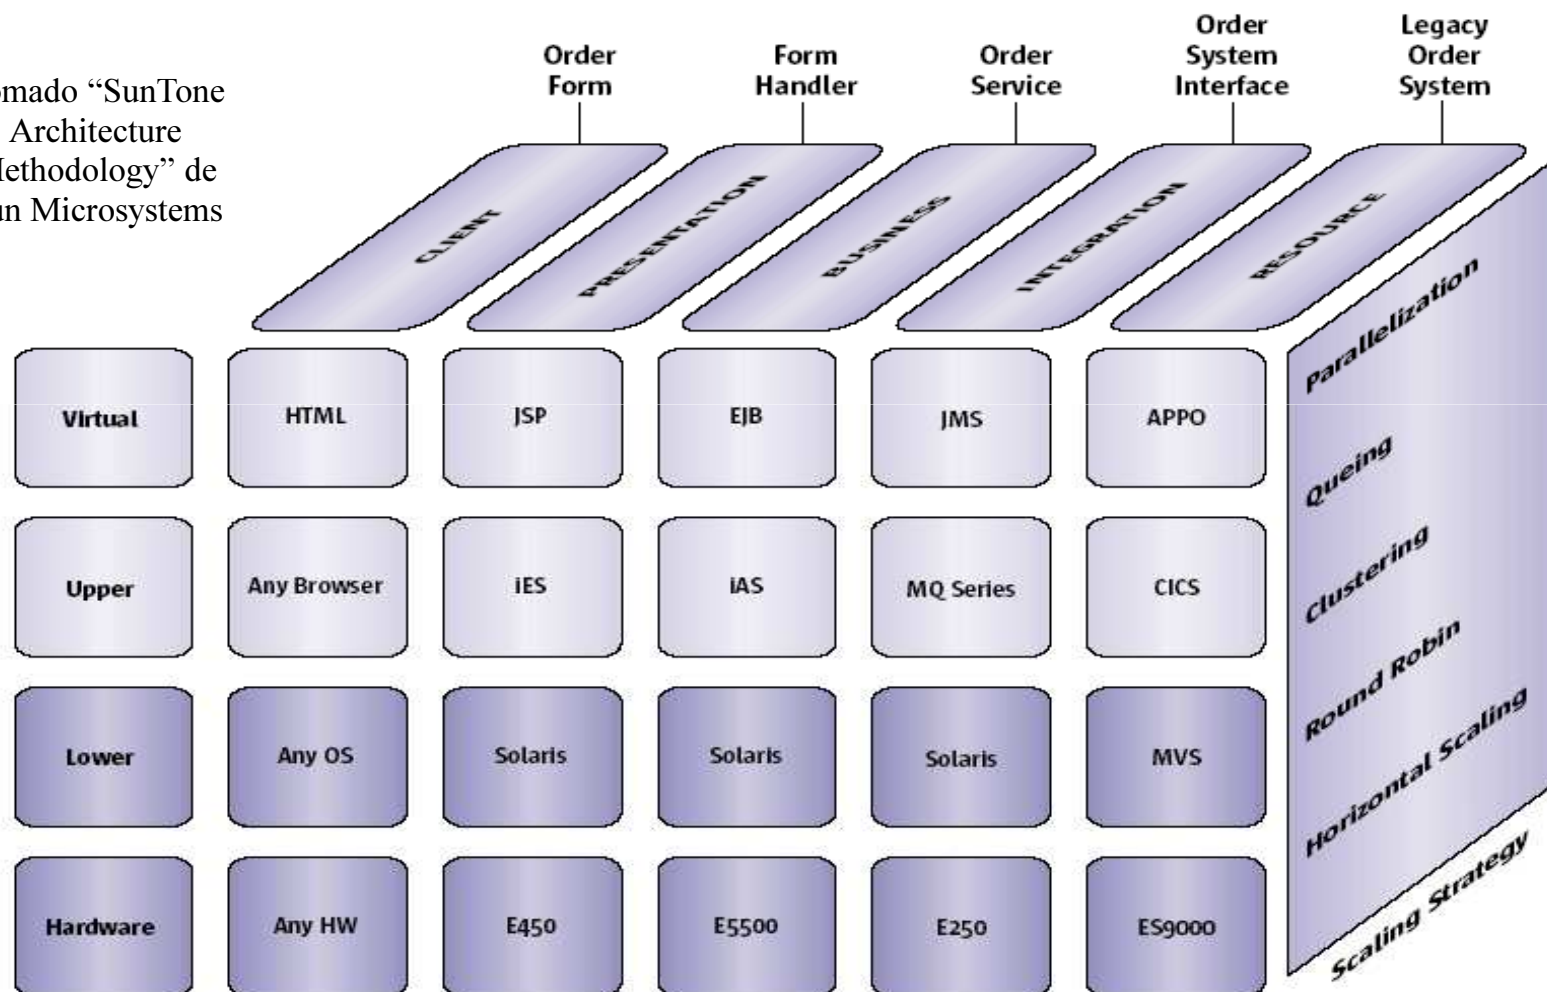 Order
Form
Form
Handler
Order
Service
Order
System
Interface
Legacy
Order
System
omado “SunTone
Architecture
Methodology” de
un Microsystems
CLIENT
PRESENTATION
BUSINESS
INTEGRATION
RESOURCE
Virtual
HTML
JSP
EJB
JMS
APPO
Upper
Any Browser
iES
iAS
MQ Series
CICS
Lower
Any OS
Solaris
Solaris
Solaris
MVS
Hardware
Any HW
E450
E5500
E250
ES9000
Parallelization
Queing
Clustering
Round Robin
Horizontal Scaling
Scaling Strategy